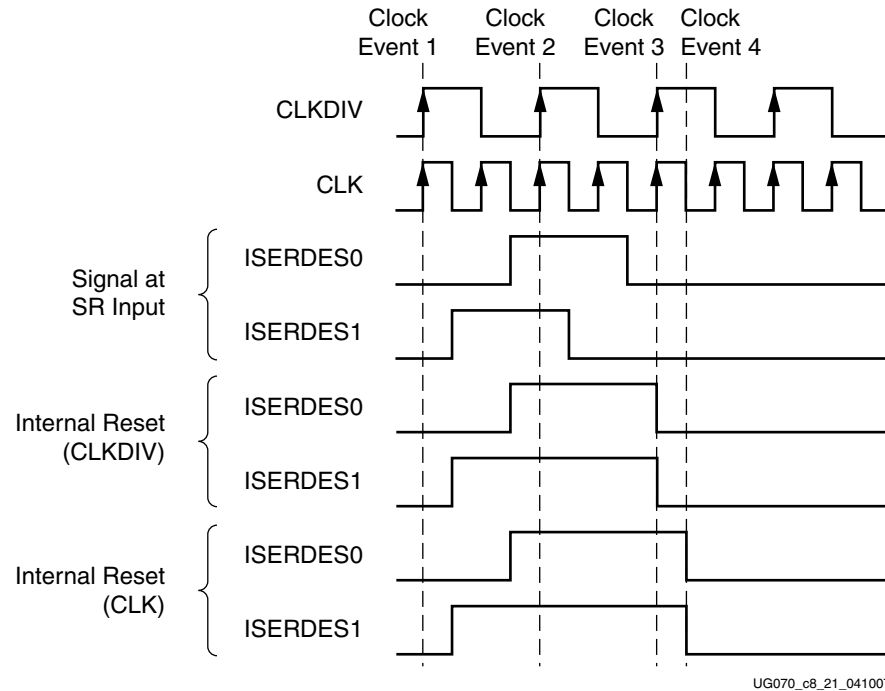 Clock Event 1
Clock Event 2
Clock Event 3
Clock Event 4
CLKDIV
CLK
Signal at SR Input
ISERDES0
ISERDES1
Internal Reset (CLKDIV)
ISERDES0
ISERDES1
Internal Reset (CLK)
ISERDES0
ISERDES1
UG070_c8_21_041007